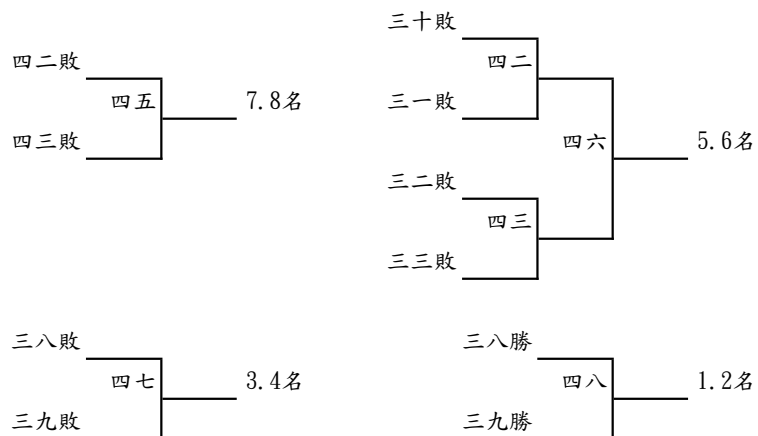 三十敗
四二敗
四二
四五
7.8名
三一敗
四三敗
四六
5.6名
三二敗
四三
三三敗
三八敗
三八勝
四七
3.4名
四八
1.2名
三九敗
三九勝